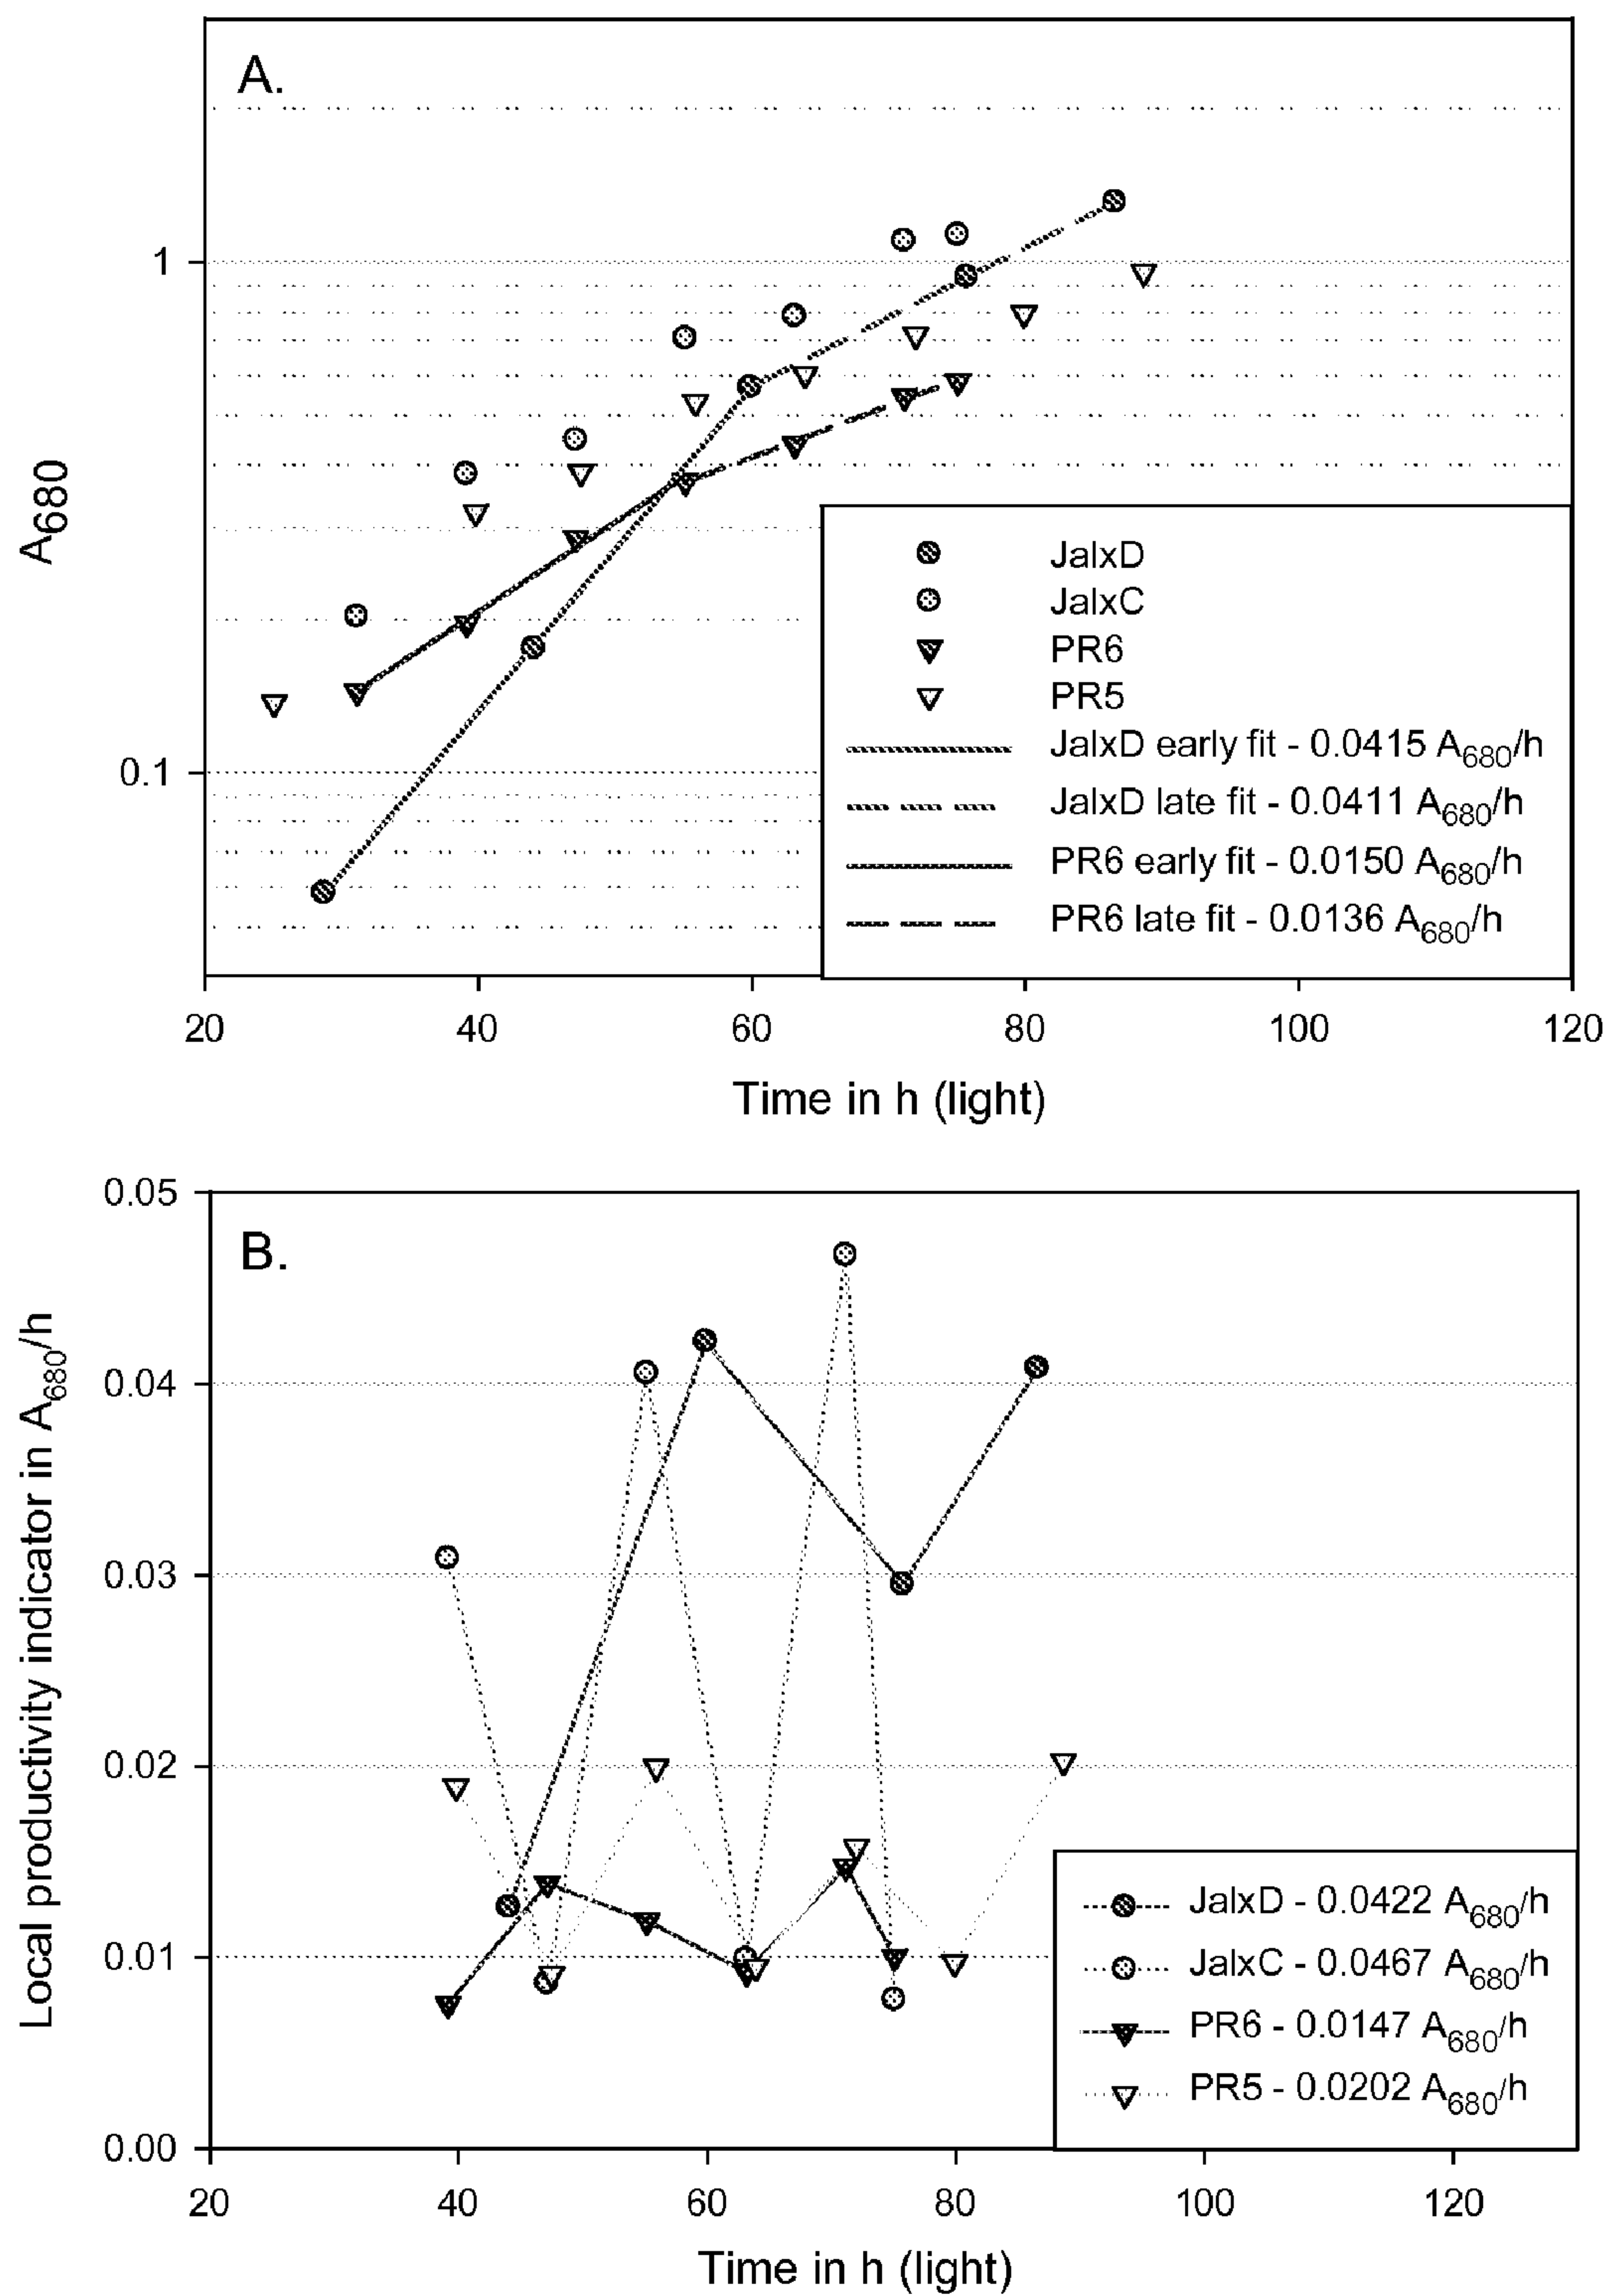 A.
1
0.1
A680
JalxD
JalxC
PR6
PR5
JalxD early fit - 0.0415 A680/h
JalxD late fit - 0.0411 A680/h
PR6 early fit - 0.0150 A680/h
PR6 late fit - 0.0136 A680/h
20 40 60 80 100 120
Time in h (light)
B.
0.05
0.04
0.03
0.02
0.01
0.00
Local productivity indicator in A680/h
JalxD - 0.0422 A680/h
JalxC - 0.0467 A680/h
PR6 - 0.0147 A680/h
PR5 - 0.0202 A680/h
20 40 60 80 100 120
Time in h (light)